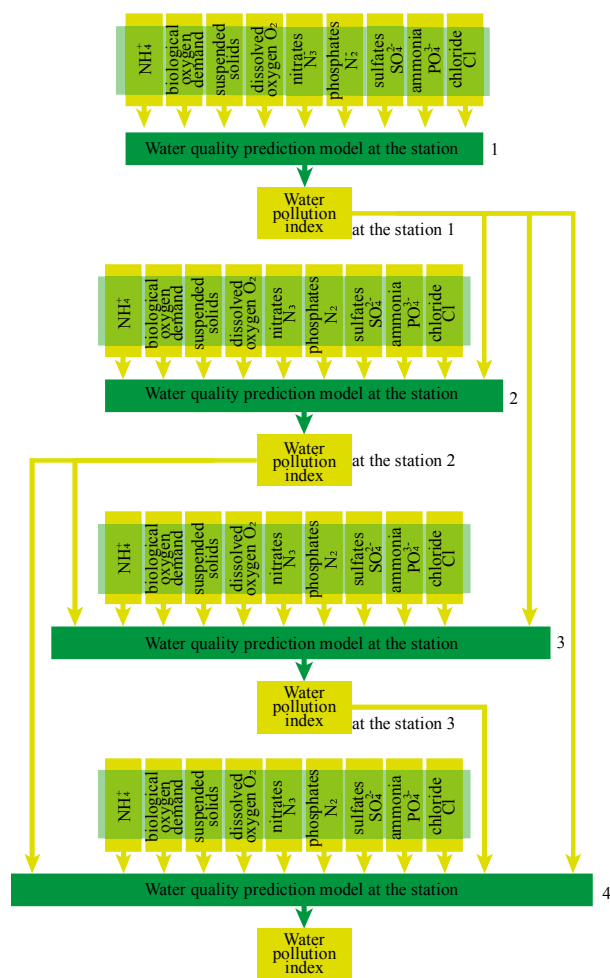 NH₄⁺
biological
oxygen
demand
suspended
solids
dissolved
oxygen O₂
nitrates
N₃
phosphates
N₂⁻
sulfates
SO₄²⁻
ammonia
PO₄³⁻
chloride
Cl
Water quality prediction model at the station
1
Water
pollution
index
at the station 1
NH₄⁺
biological
oxygen
demand
suspended
solids
dissolved
oxygen O₂
nitrates
N₃
phosphates
N₂
sulfates
SO₄²⁻
ammonia
PO₄³⁻
chloride
Cl
Water quality prediction model at the station
2
Water
pollution
index
at the station 2
NH₄⁺
biological
oxygen
demand
suspended
solids
dissolved
oxygen O₂
nitrates
N₃
phosphates
N₂
sulfates
SO₄²⁻
ammonia
PO₄³⁻
chloride
Cl
Water quality prediction model at the station
3
Water
pollution
index
at the station 3
NH₄⁺
biological
oxygen
demand
suspended
solids
dissolved
oxygen O₂
nitrates
N₃
phosphates
N₂
sulfates
SO₄²⁻
ammonia
PO₄³⁻
chloride
Cl
Water quality prediction model at the station
4
Water
pollution
index